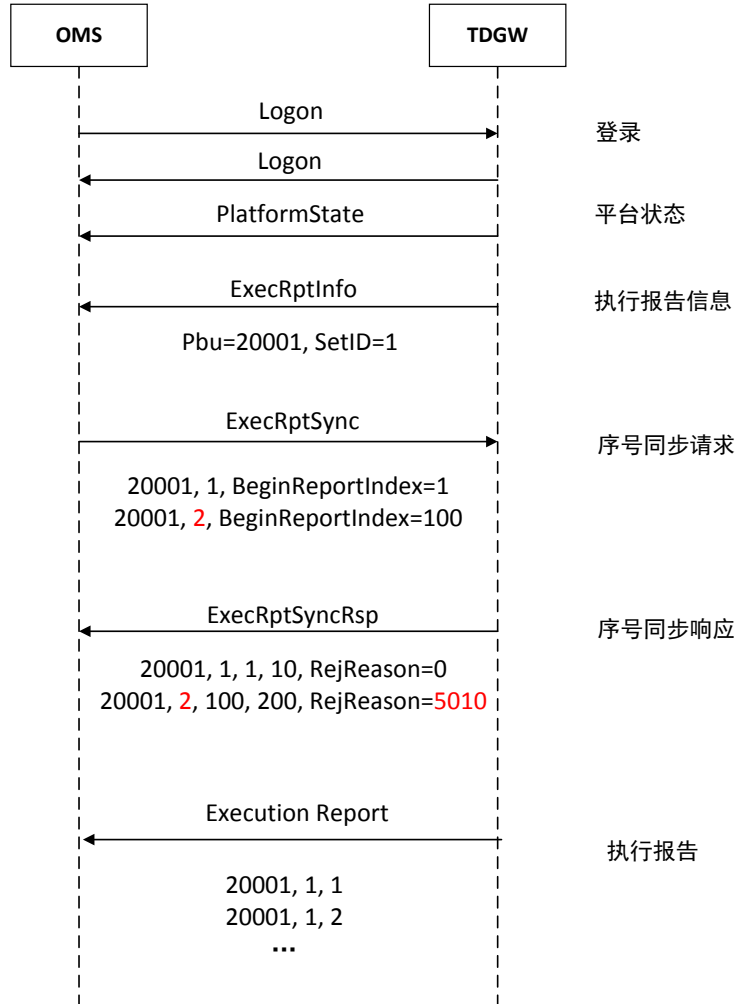 OMS
TDGW
Logon
登录
Logon
PlatformState
平台状态
ExecRptInfo
执行报告信息
Pbu=20001, SetID=1
ExecRptSync
序号同步请求
20001, 1, BeginReportIndex=1
20001, 2, BeginReportIndex=100
ExecRptSyncRsp
序号同步响应
20001, 1, 1, 10, RejReason=0
20001, 2, 100, 200, RejReason=5010
Execution Report
执行报告
20001, 1, 1
20001, 1, 2
...